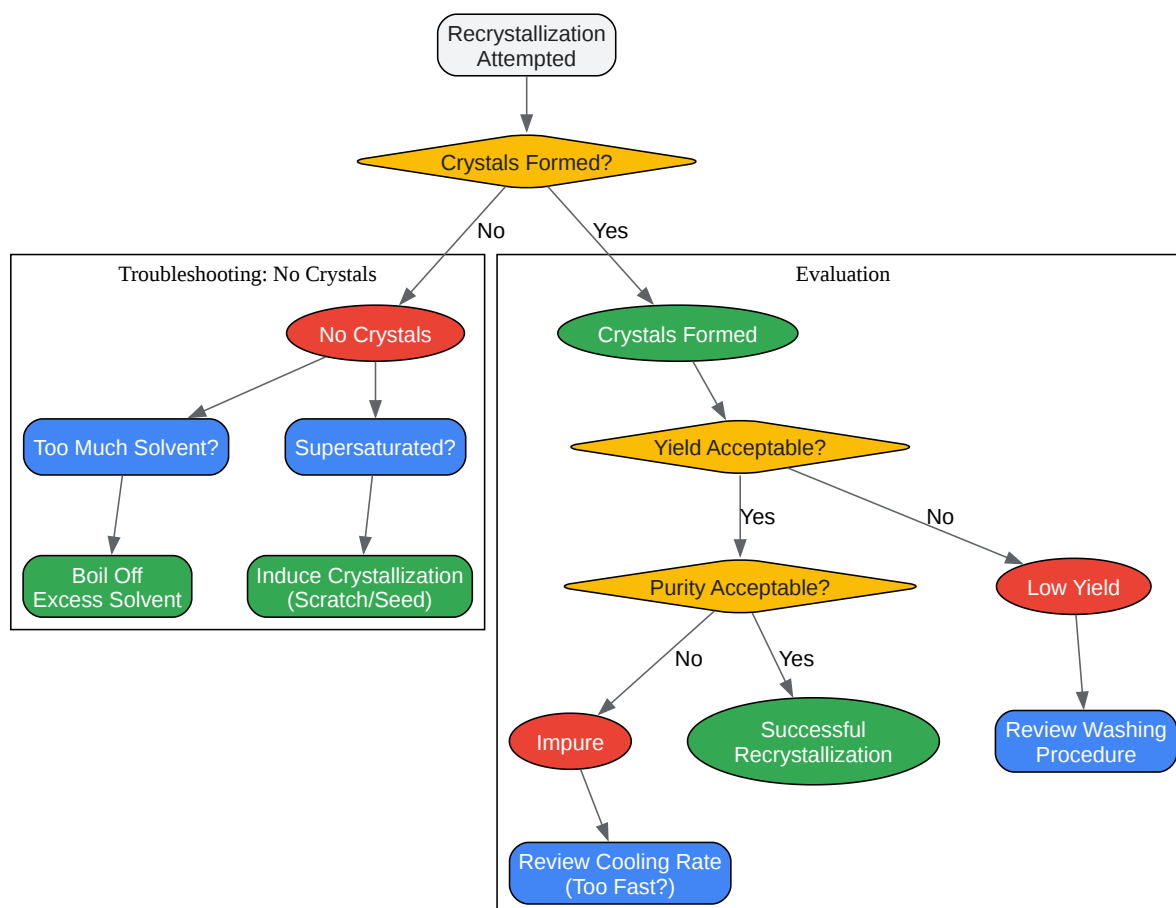 Recrystallization
Attempted
Crystals Formed?
No
Yes
Troubleshooting: No Crystals
Evaluation
No Crystals
Crystals Formed
Too Much Solvent?
Supersaturated?
Yield Acceptable?
Yes
No
Boil Off
Excess Solvent
Induce Crystallization
(Scratch/Seed)
Purity Acceptable?
Low Yield
No
Yes
Impure
Successful
Recrystallization
Review Washing
Procedure
Review Cooling Rate
(Too Fast?)